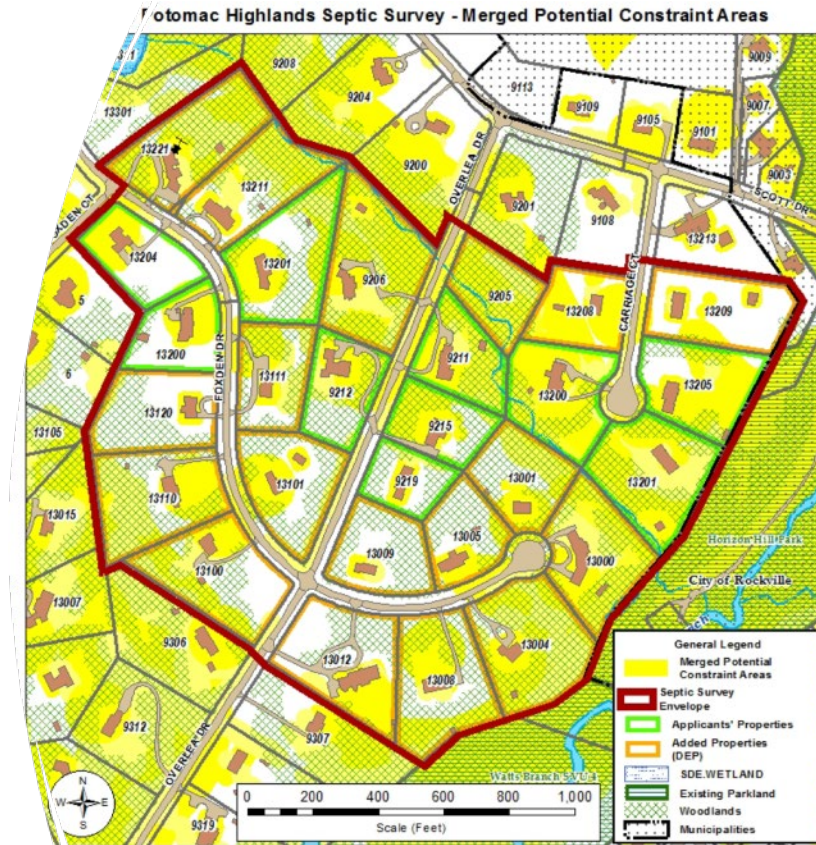 Potomac Highlands Septic Survey - Merged Potential Constraint Areas
9208
9204
9113
9109
9105
9101
9009
9007
9003
13301
13221
13211
9200
OVERLEA DR
9201
9108
SCOTT DR
13213
13204
13201
9206
9205
13208
CARRIAGE CT
13209
5
13200
FOXDEN DR
6
13111
9212
9211
13200
13205
13120
13105
9215
9219
13201
13110
13101
13001
13015
13009
13005
13000
Horizon Hill Park
City of Rockville
13100
13007
9306
13012
13008
13004
9312
OVERLEA DR
9307
Watts Branch SVU 4
9319
N
W E
S
0 200 400 600 800 1,000
Scale (Feet)
General Legend
Merged Potential
Constraint Areas
Septic Survey
Envelope
Applicants' Properties
Added Properties
(DEP)
SDE.WETLAND
Existing Parkland
Woodlands
Municipalities